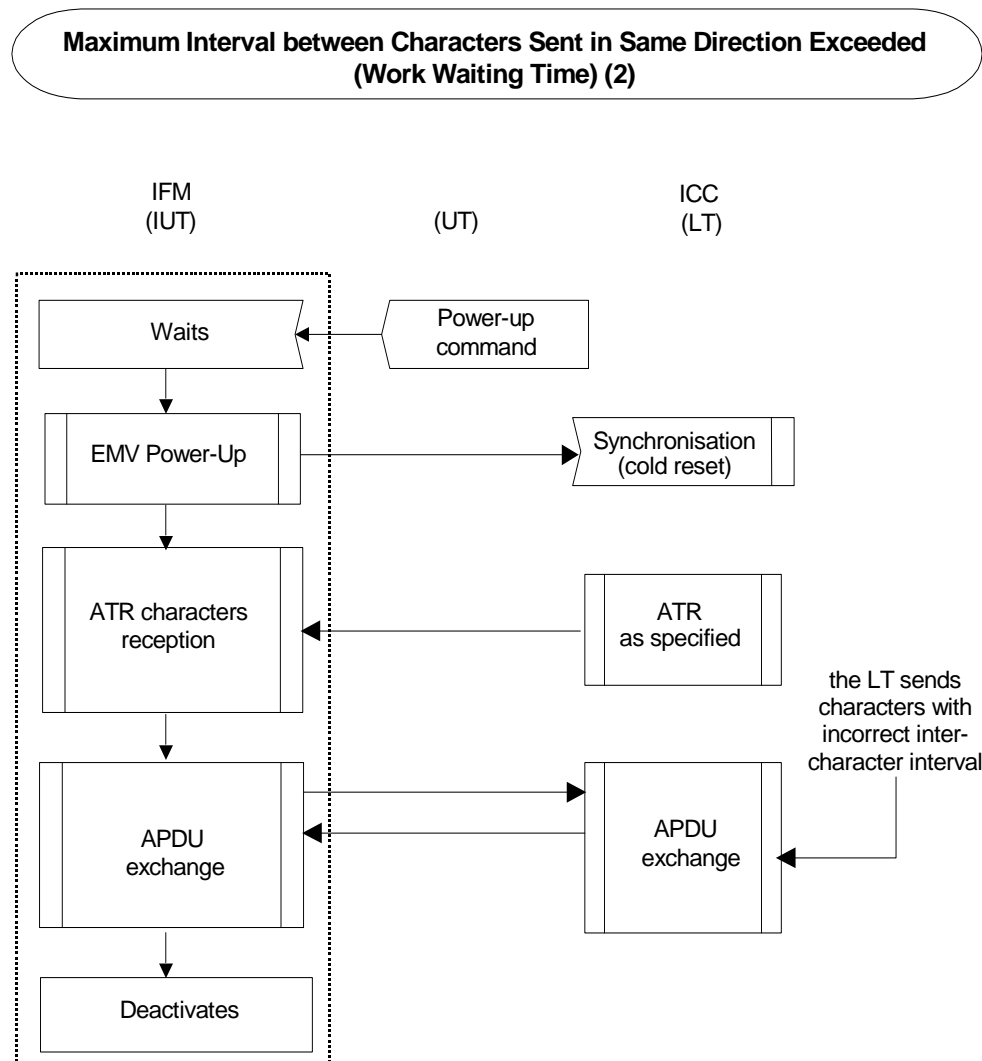 Maximum Interval between Characters Sent in Same Direction Exceeded
(Work Waiting Time) (2)
IFM
(IUT)
(UT)
ICC
(LT)
Waits
Power-up
command
EMV Power-Up
Synchronisation
(cold reset)
ATR characters
reception
ATR
as specified
the LT sends
characters with
incorrect inter-
character interval
APDU
exchange
APDU
exchange
Deactivates